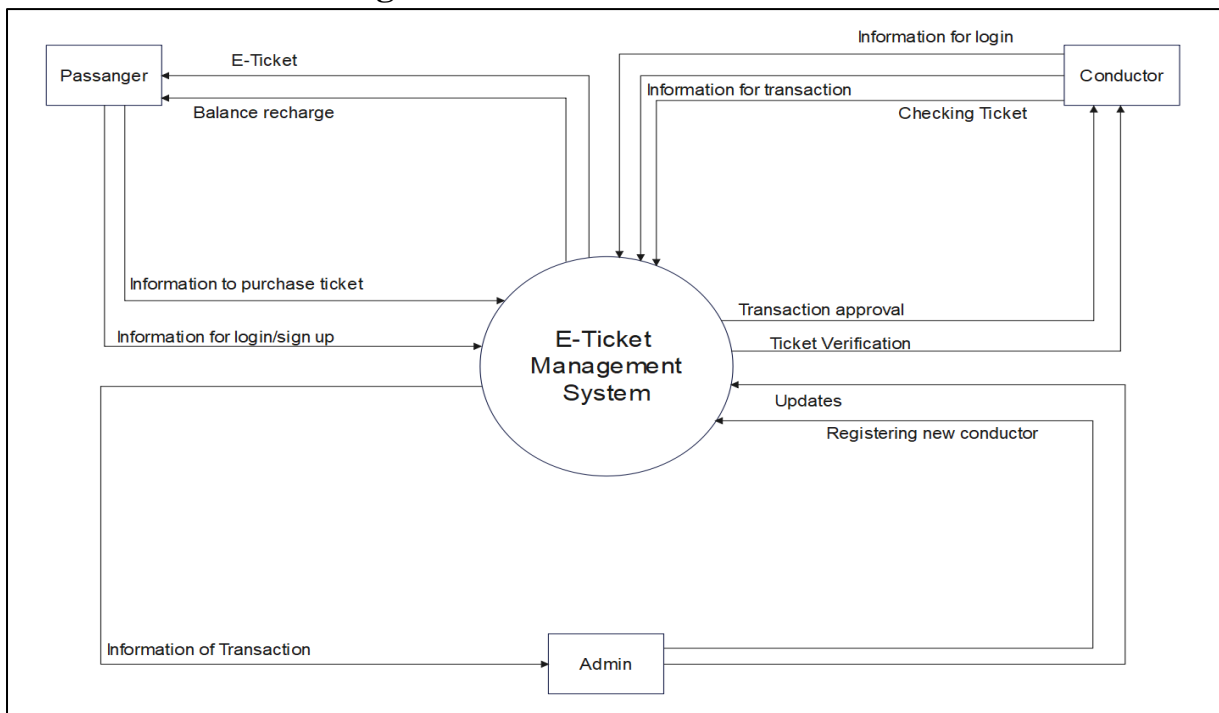 Passanger
E-Ticket
Balance recharge
Information for login
Information for transaction
Checking Ticket
Conductor
Information to purchase ticket
Information for login/sign up
E-Ticket
Management
System
Transaction approval
Ticket Verification
Updates
Registering new conductor
Information of Transaction
Admin